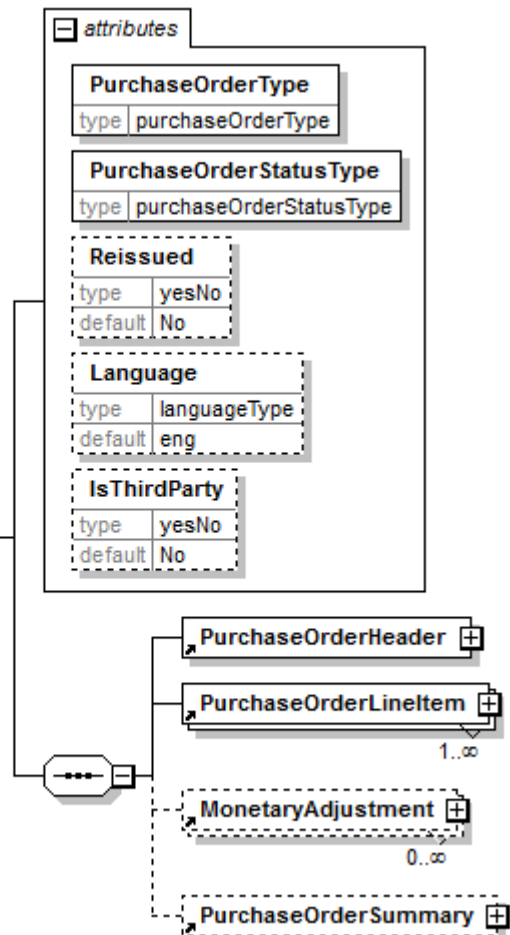 attributes
PurchaseOrderType
type purchaseOrderType
PurchaseOrderStatusType
type purchaseOrderStatusType
Reissued
type yesNo
default No
Language
type languageType
default eng
IsThirdParty
type yesNo
default No
PurchaseOrderHeader
PurchaseOrderLineItem
1..∞
MonetaryAdjustment
0..∞
PurchaseOrderSummary